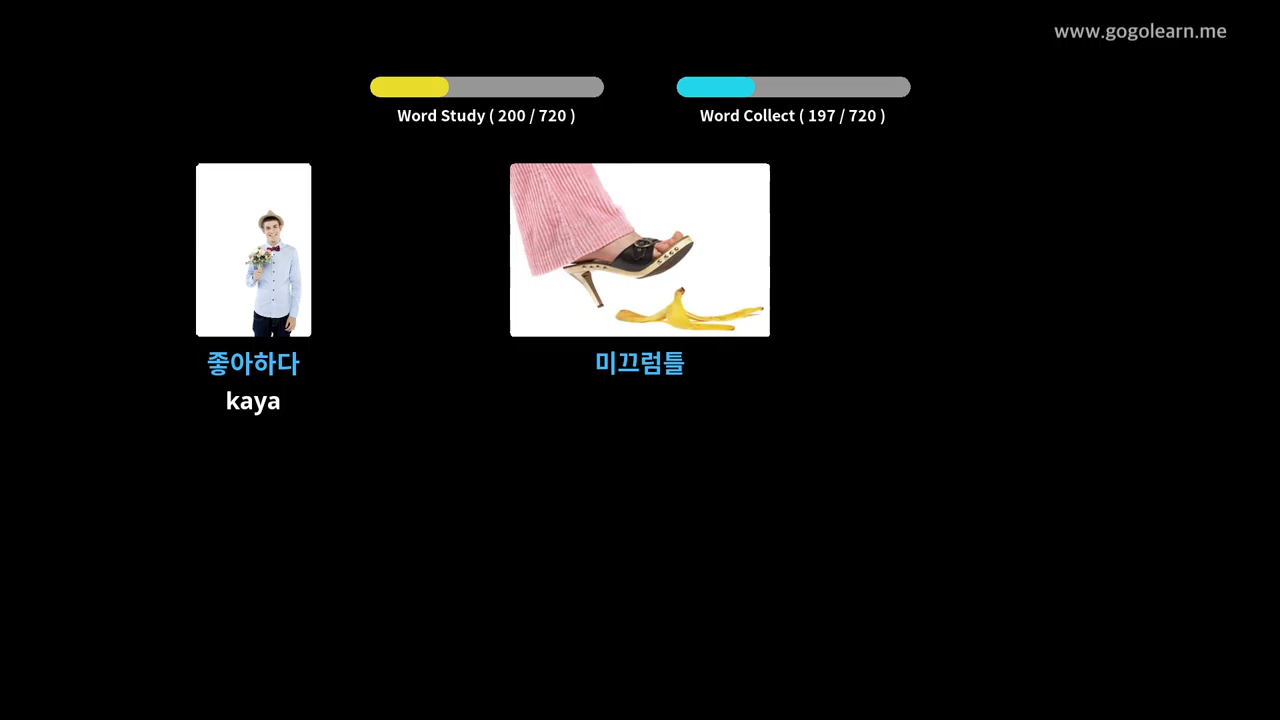 www.gogolearn.me
Word Study ( 200 / 720 )
Word Collect ( 197 / 720 )
좋아하다
kaya
미끄럼틀